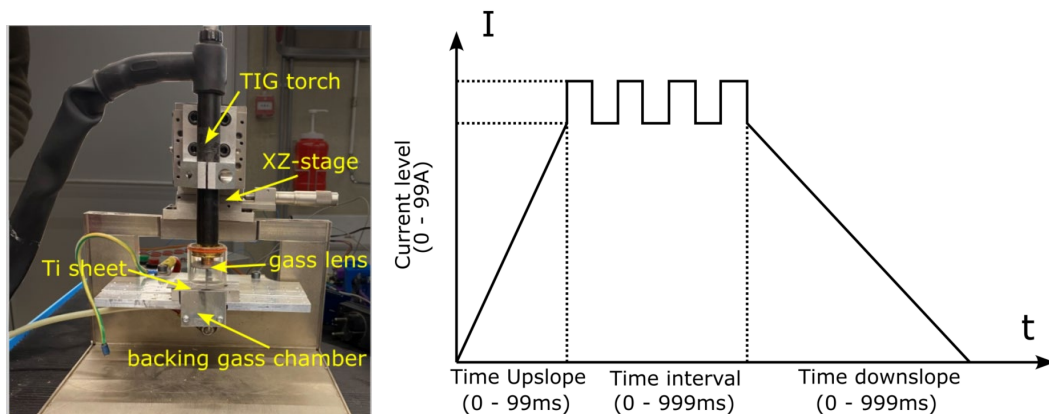 TIG torch
XZ-stage
gass lens
Ti sheet
backing gass chamber
I
Current level
(0 - 99A)
t
Time Upslope
(0 - 99ms)
Time interval
(0 - 999ms)
Time downslope
(0 - 999ms)